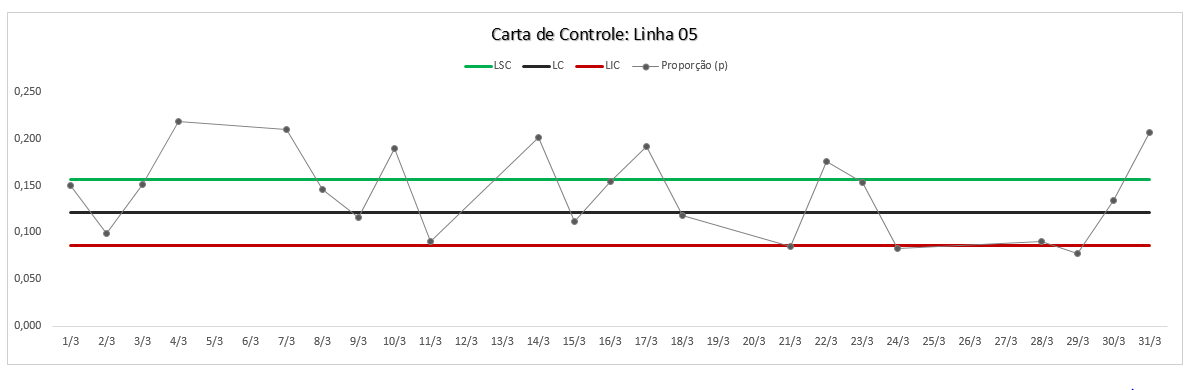 Carta de Controle: Linha 05
LSC LC LIC Proporção (p)
0,250
0,200
0,150
0,100
0,050
0,000
1/3 2/3 3/3 4/3 5/3 6/3 7/3 8/3 9/3 10/3 11/3 12/3 13/3 14/3 15/3 16/3 17/3 18/3 19/3 20/3 21/3 22/3 23/3 24/3 25/3 26/3 27/3 28/3 29/3 30/3 31/3